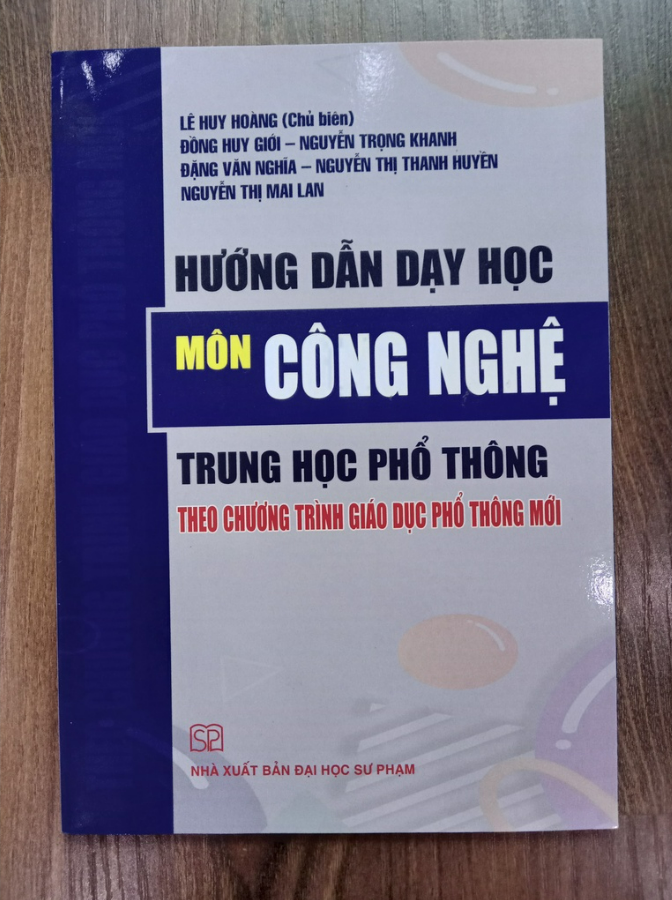 LÊ HUY HOÀNG (Chủ biên)
ĐỒNG HUY GIỚI – NGUYỄN TRỌNG KHANH
ĐẶNG VĂN NGHĨA – NGUYỄN THỊ THANH HUYỀN
NGUYỄN THỊ MAI LAN
HƯỚNG DẪN DẠY HỌC
MÔN CÔNG NGHỆ
TRUNG HỌC PHỔ THÔNG
THEO CHƯƠNG TRÌNH GIÁO DỤC PHỔ THÔNG MỚI
SP
NHÀ XUẤT BẢN ĐẠI HỌC SƯ PHẠM